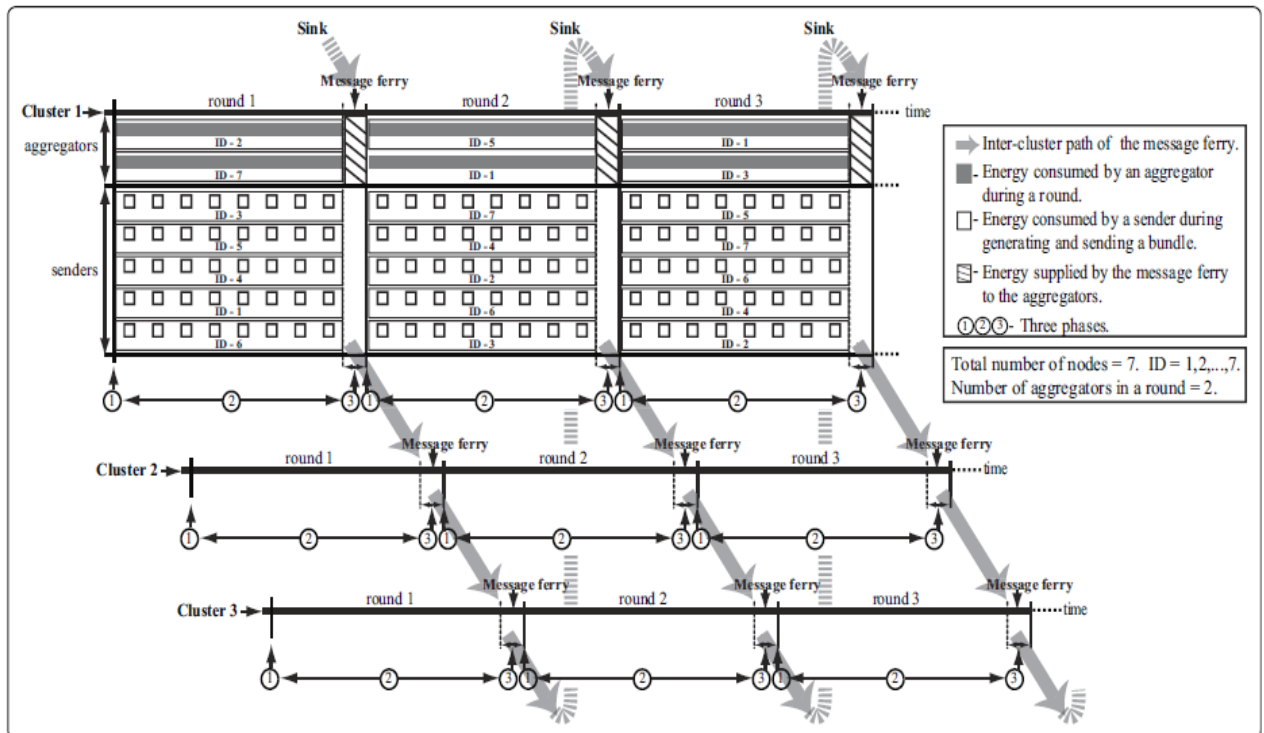 Sink Sink Sink
Message ferry Message ferry Message ferry
round 1 round 2 round 3
Cluster 1 time
aggregators
ID - 2 ID - 5 ID - 1
ID - 7 ID - 1 ID - 3
senders
ID - 3 ID - 7 ID - 5
ID - 5 ID - 4 ID - 7
ID - 4 ID - 2 ID - 6
ID - 1 ID - 6 ID - 4
ID - 6 ID - 3 ID - 2
① ② ③ ① ② ③ ① ② ③
- Inter-cluster path of the message ferry.
- Energy consumed by an aggregator
during a round.
- Energy consumed by a sender during
generating and sending a bundle.
- Energy supplied by the message ferry
to the aggregators.
①②③- Three phases.
Total number of nodes = 7. ID = 1,2,...,7.
Number of aggregators in a round = 2.
Message ferry Message ferry Message ferry
round 1 round 2 round 3
Cluster 2 time
① ② ③ ① ② ③ ① ② ③
Message ferry Message ferry Message ferry
round 1 round 2 round 3
Cluster 3 time
① ② ③ ① ② ③ ① ② ③